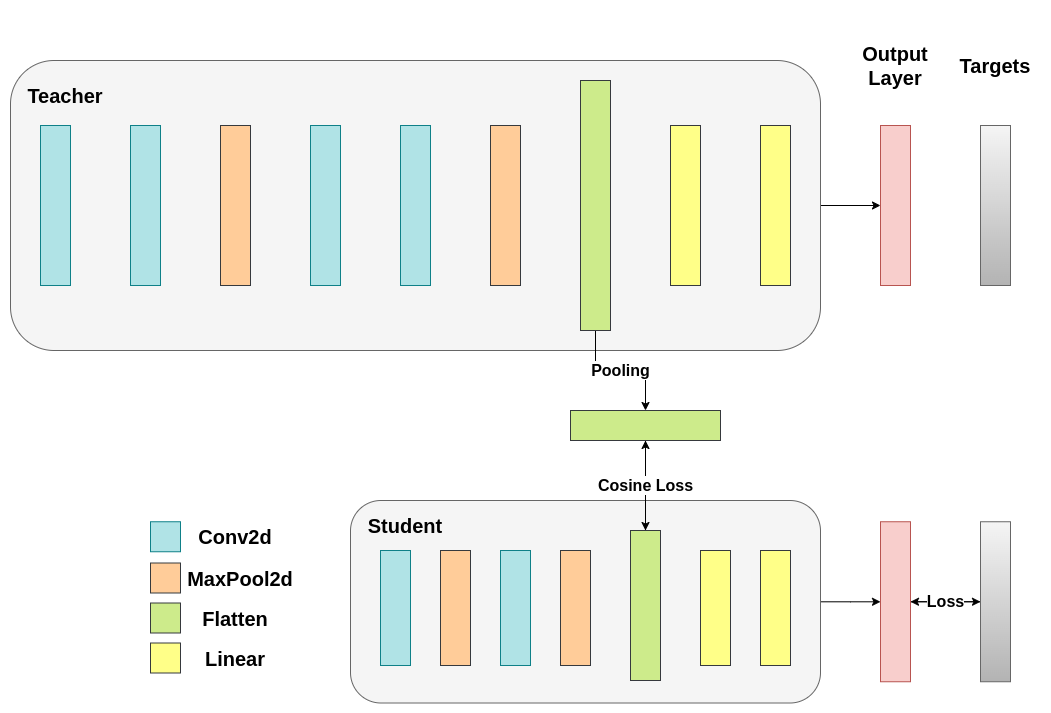 Output
Layer
Targets
Teacher
Pooling
Cosine Loss
Student
Conv2d
MaxPool2d
Flatten
Linear
Loss